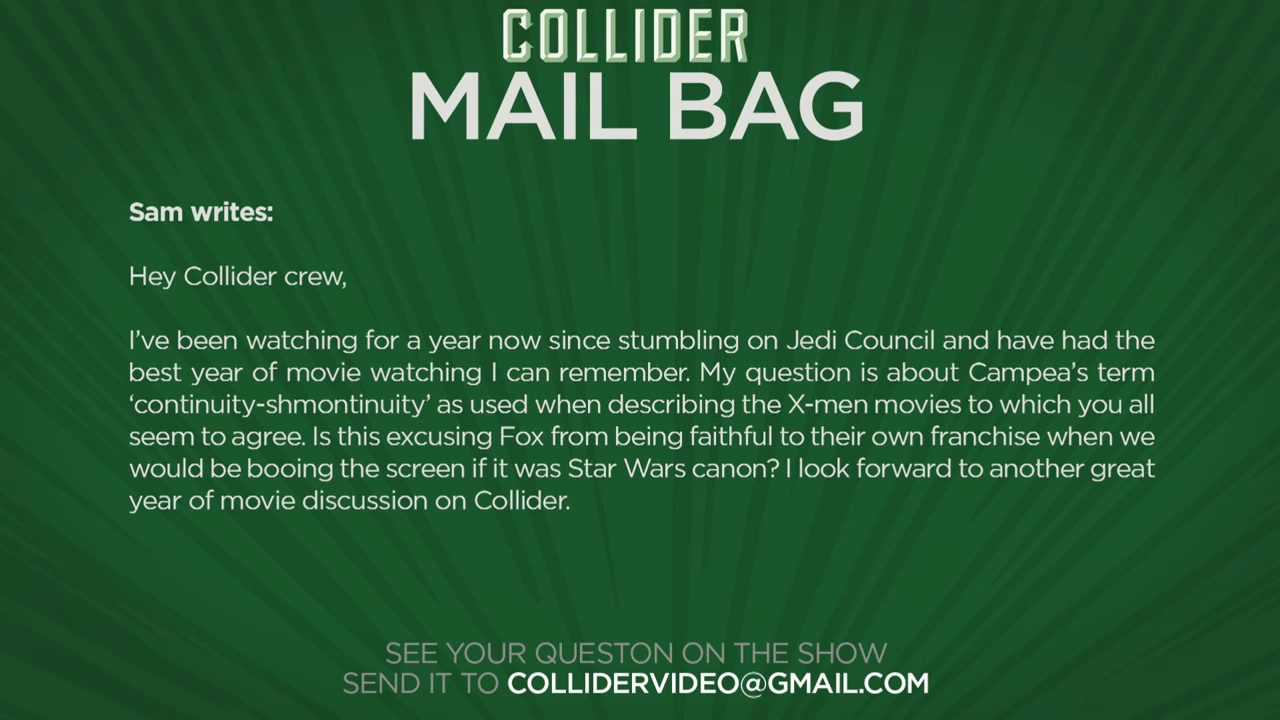 COLLIDER
MAIL BAG
Sam writes:
Hey Collider crew,
I've been watching for a year now since stumbling on Jedi Council and have had the
best year of movie watching I can remember. My question is about Campea's term
‘continuity-shmontinuity’ as used when describing the X-men movies to which you all
seem to agree. Is this excusing Fox from being faithful to their own franchise when we
would be booing the screen if it was Star Wars canon? I look forward to another great
year of movie discussion on Collider.
SEE YOUR QUESTON ON THE SHOW
SEND IT TO COLLIDERVIDEO@GMAIL.COM